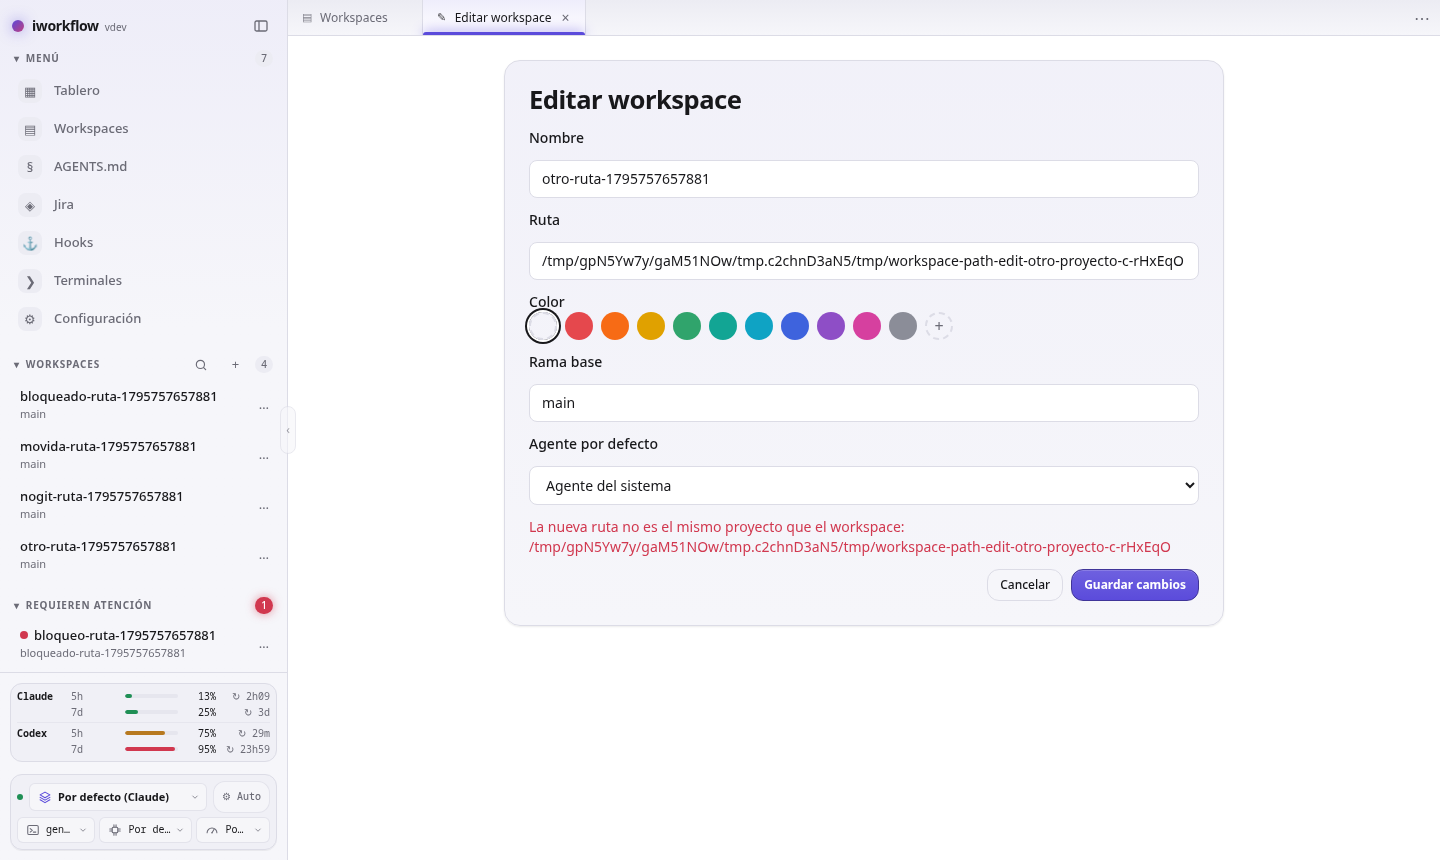 iworkflow vdev
MENÚ 7
Tablero
Workspaces
§ AGENTS.md
Jira
Hooks
Terminales
Configuración
WORKSPACES + 4
bloqueado-ruta-1795757657881
main
...
movida-ruta-1795757657881
main
...
nogit-ruta-1795757657881
main
...
otro-ruta-1795757657881
main
...
REQUIEREN ATENCIÓN 1
bloqueo-ruta-1795757657881
bloqueado-ruta-1795757657881
...
Claude 5h 13% ↻ 2h09
7d 25% ↻ 3d
Codex 5h 75% ↻ 29m
7d 95% ↻ 23h59
Por defecto (Claude) Auto
gen… Por de… Po…
Workspaces
Editar workspace ×
Editar workspace
Nombre
otro-ruta-1795757657881
Ruta
/tmp/gpN5Yw7y/gaM51NOw/tmp.c2chnD3aN5/tmp/workspace-path-edit-otro-proyecto-c-rHxEqO
Color
+
Rama base
main
Agente por defecto
Agente del sistema
La nueva ruta no es el mismo proyecto que el workspace:
/tmp/gpN5Yw7y/gaM51NOw/tmp.c2chnD3aN5/tmp/workspace-path-edit-otro-proyecto-c-rHxEqO
Cancelar Guardar cambios